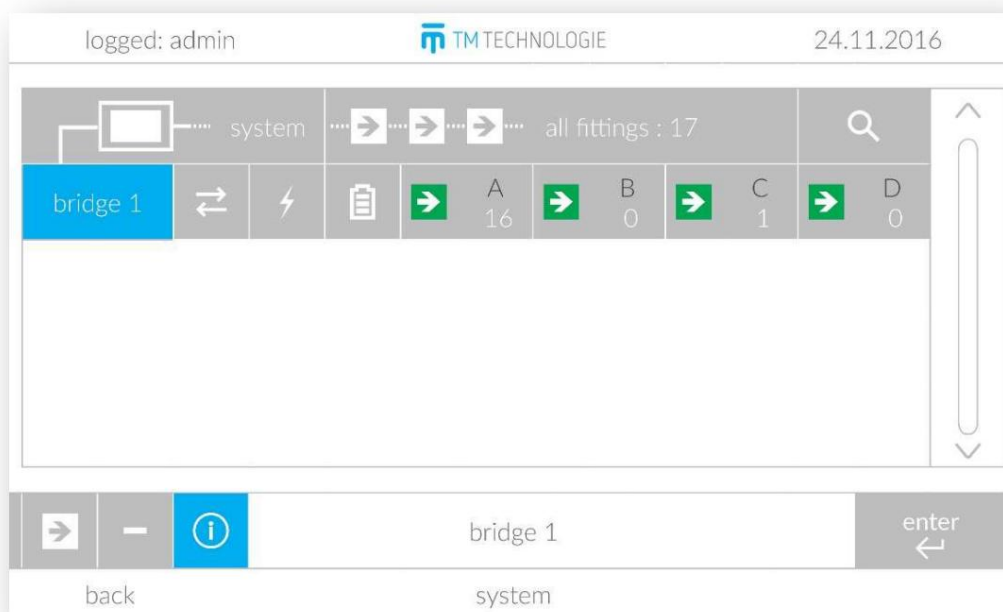 logged: admin
TM TECHNOLOGIE
24.11.2016
system
all fittings : 17
bridge 1
A
16
B
0
C
1
D
0
bridge 1
enter
back
system